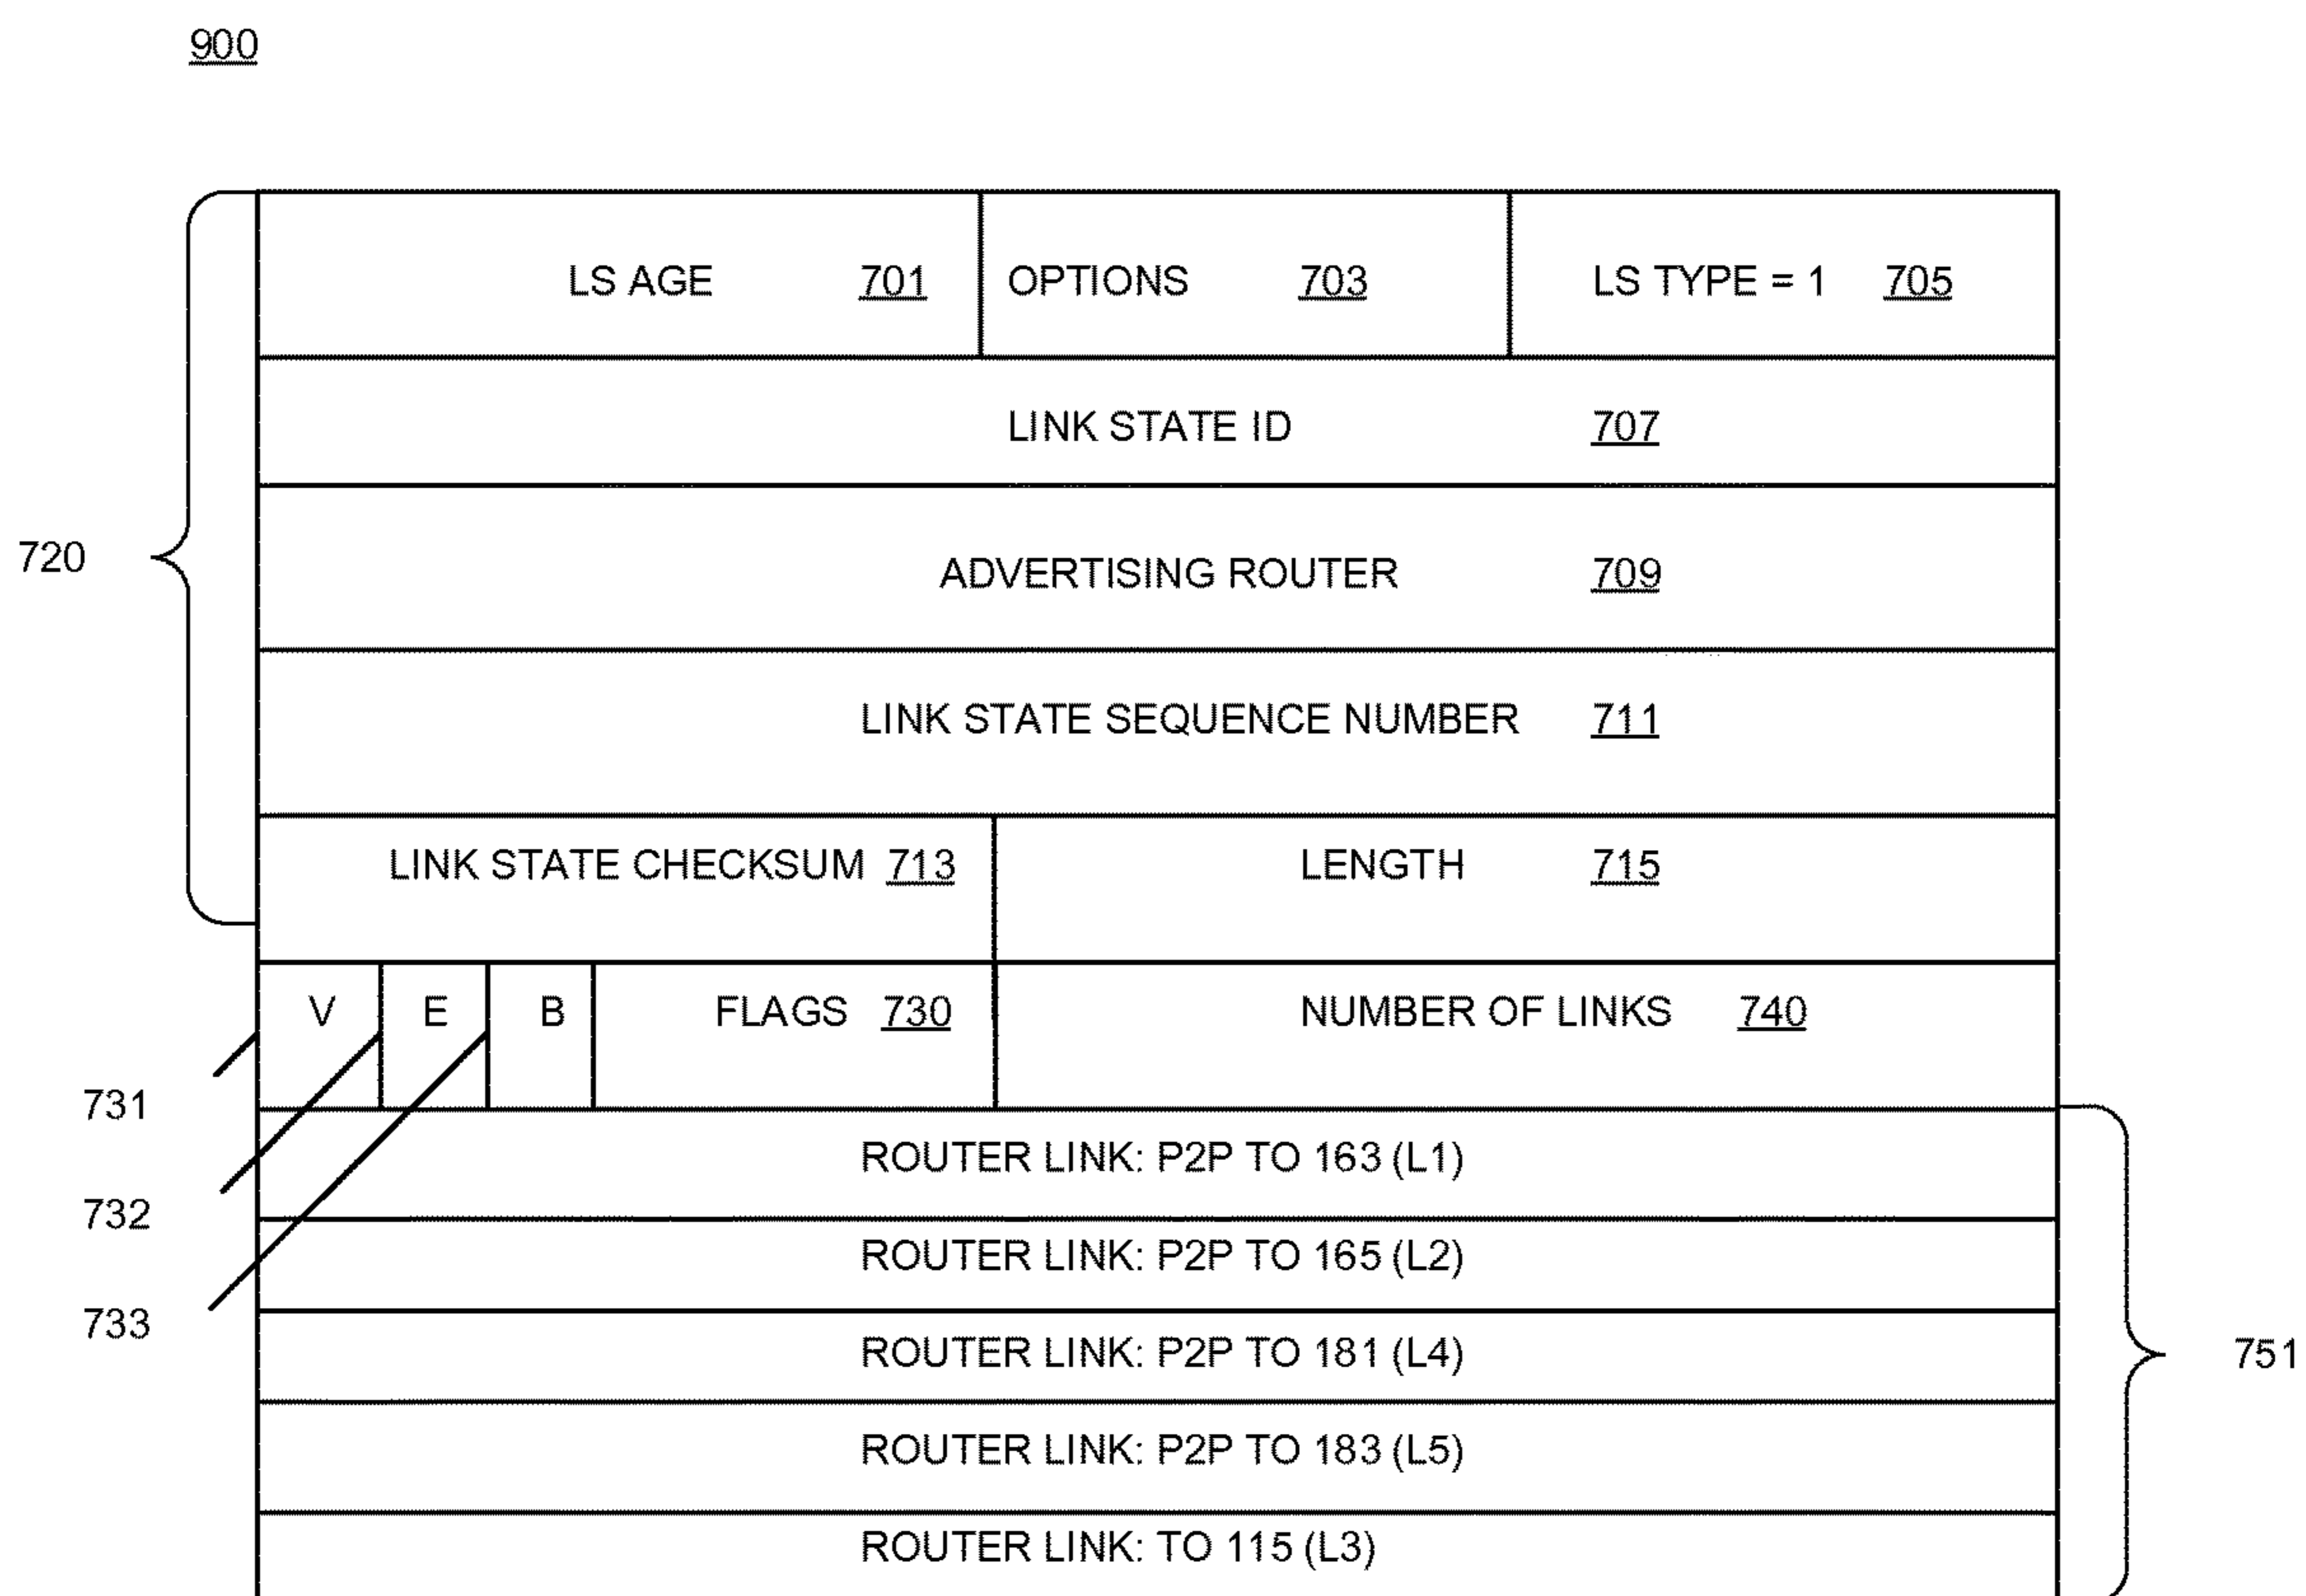 900
LS AGE 701 OPTIONS 703 LS TYPE = 1 705
LINK STATE ID 707
720
ADVERTISING ROUTER 709
LINK STATE SEQUENCE NUMBER 711
LINK STATE CHECKSUM 713 LENGTH 715
V E B FLAGS 730 NUMBER OF LINKS 740
731
ROUTER LINK: P2P TO 163 (L1)
732
ROUTER LINK: P2P TO 165 (L2)
733
ROUTER LINK: P2P TO 181 (L4)
751
ROUTER LINK: P2P TO 183 (L5)
ROUTER LINK: TO 115 (L3)